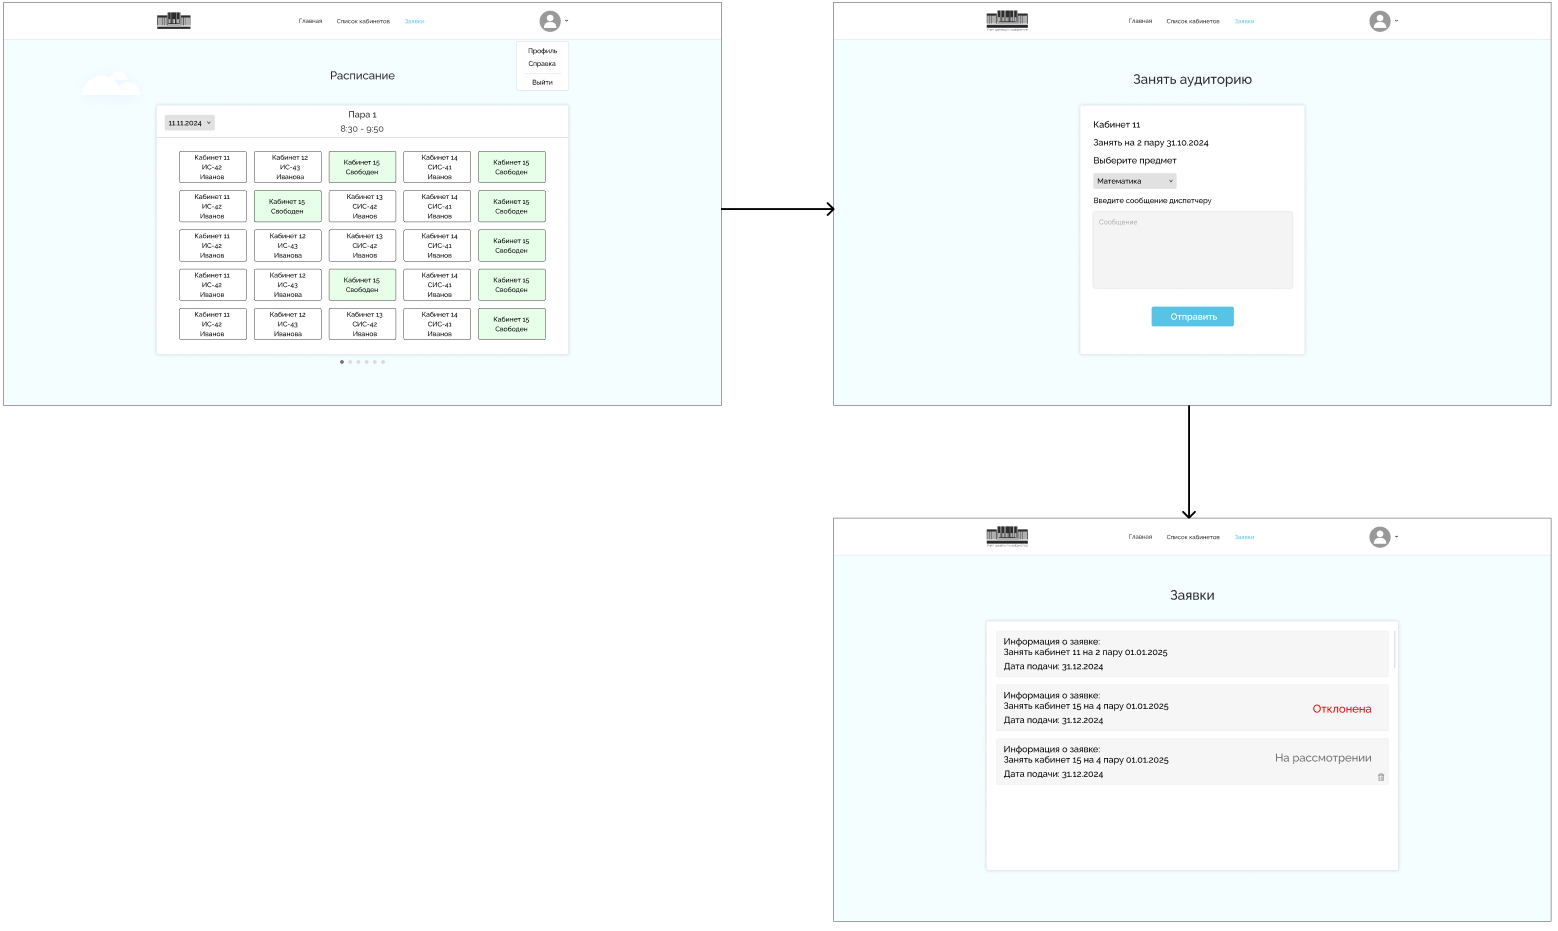 Главная Список кабинетов Заявки
Профиль
Справка
Выйти
Расписание
11.11.2024
Пара 1
8:30 - 9:50
Кабинет 11
ИС-42
Иванов
Кабинет 12
ИС-43
Иванова
Кабинет 15
Свободен
Кабинет 14
СИС-41
Иванов
Кабинет 15
Свободен
Кабинет 11
ИС-42
Иванов
Кабинет 15
Свободен
Кабинет 13
СИС-42
Иванов
Кабинет 14
СИС-41
Иванов
Кабинет 15
Свободен
Кабинет 11
ИС-42
Иванов
Кабинет 12
ИС-43
Иванова
Кабинет 13
СИС-42
Иванов
Кабинет 14
СИС-41
Иванов
Кабинет 15
Свободен
Кабинет 11
ИС-42
Иванов
Кабинет 12
ИС-43
Иванова
Кабинет 15
Свободен
Кабинет 14
СИС-41
Иванов
Кабинет 15
Свободен
Кабинет 11
ИС-42
Иванов
Кабинет 12
ИС-43
Иванова
Кабинет 13
СИС-42
Иванов
Кабинет 14
СИС-41
Иванов
Кабинет 15
Свободен
Главная Список кабинетов Заявки
Занять аудиторию
Кабинет 11
Занять на 2 пару 31.10.2024
Выберите предмет
Математика
Введите сообщение диспетчеру
Сообщение
Отправить
Главная Список кабинетов Заявки
Заявки
Информация о заявке:
Занять кабинет 11 на 2 пару 01.01.2025
Дата подачи: 31.12.2024
Информация о заявке:
Занять кабинет 15 на 4 пару 01.01.2025
Дата подачи: 31.12.2024
Отклонена
Информация о заявке:
Занять кабинет 15 на 4 пару 01.01.2025
Дата подачи: 31.12.2024
На рассмотрении